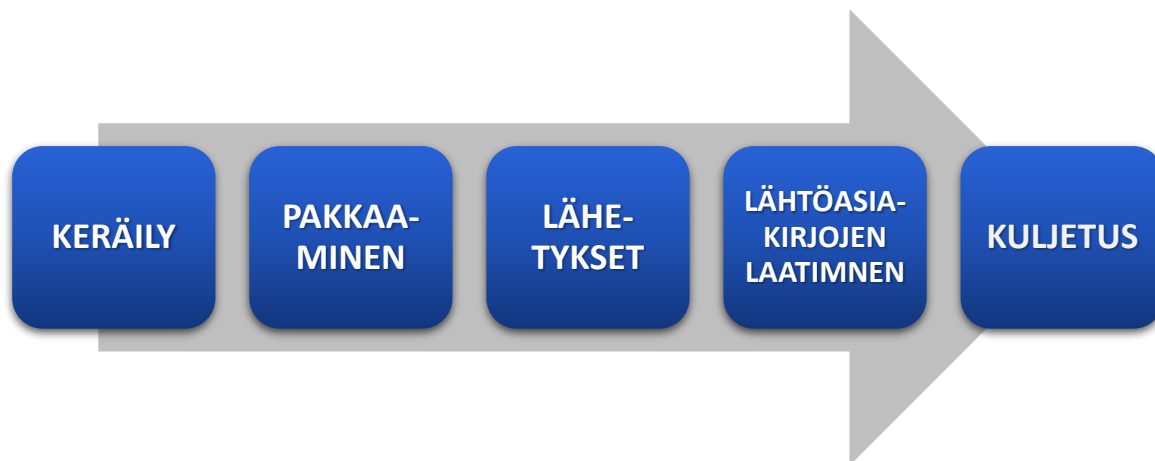 KERÄILY
PAKKAA-
MINEN
LÄHE-
TYKSET
LÄHTÖASIA-
KIRJOJEN
LAATIMNEN
KULJETUS